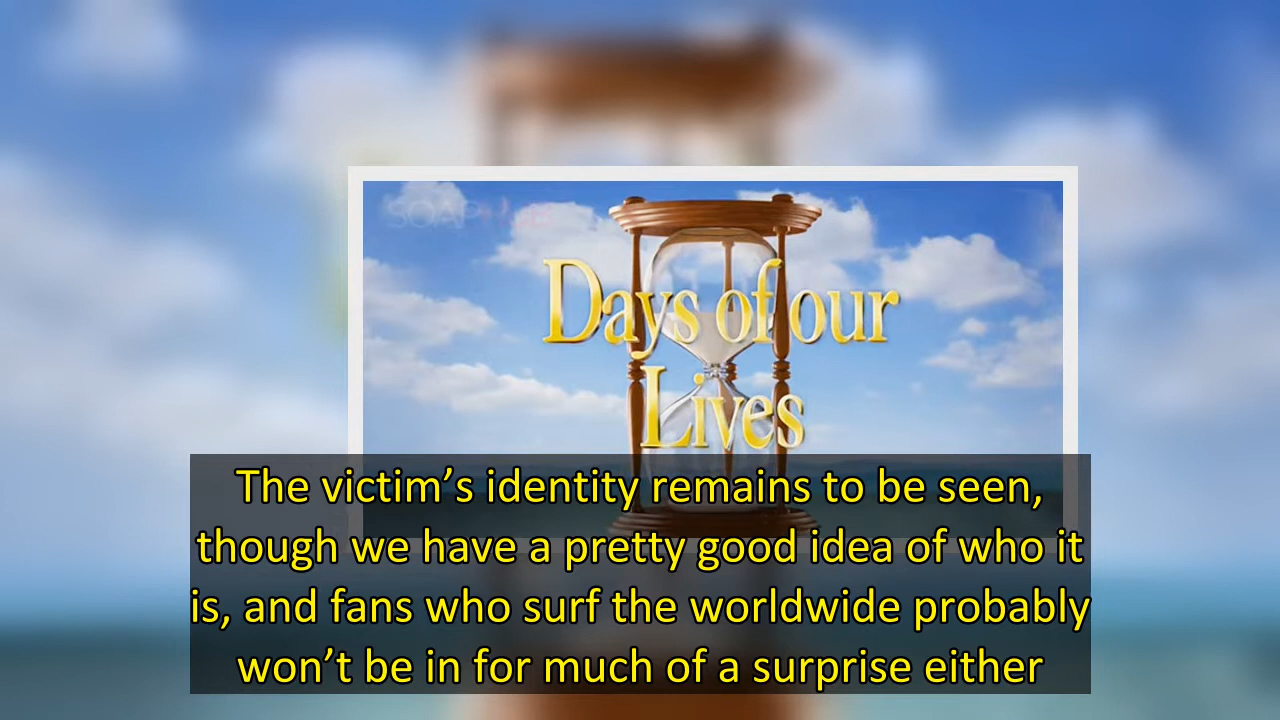 Days of our
Lives
The victim’s identity remains to be seen,
though we have a pretty good idea of who it
is, and fans who surf the worldwide probably
won’t be in for much of a surprise either